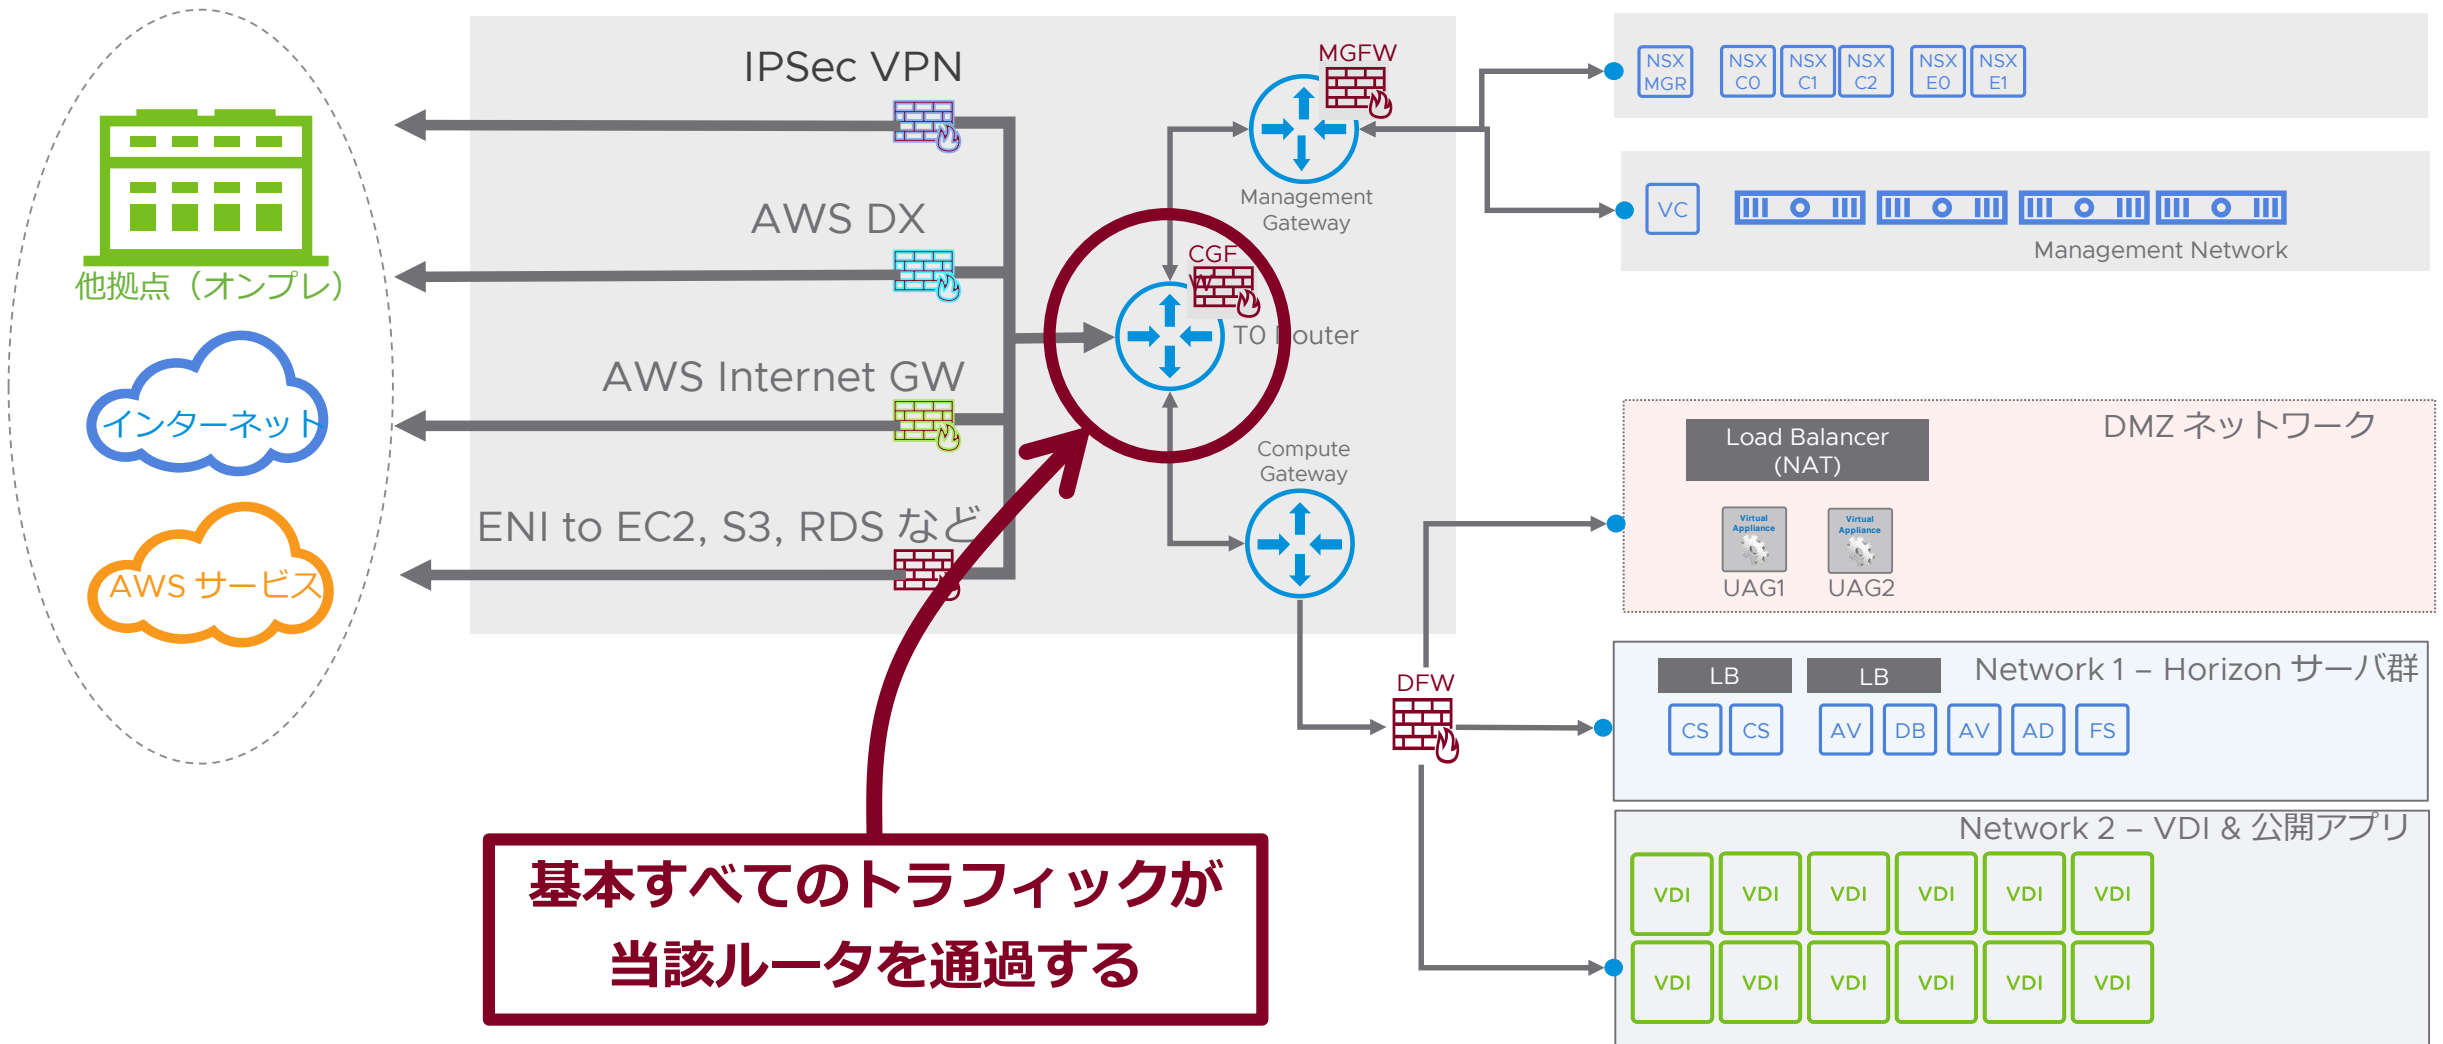 IPSec VPN
AWS DX
AWS Internet GW
ENI to EC2, S3, RDS など
他拠点（オンプレ）
インターネット
AWS サービス
MGFW
Management
Gateway
CGF
W
T0 Router
Compute
Gateway
NSX
MGR
NSX
C0
NSX
C1
NSX
C2
NSX
E0
NSX
E1
VC
Management Network
DMZ ネットワーク
Load Balancer
(NAT)
Virtual
Appliance
UAG1
Virtual
Appliance
UAG2
DFW
Network 1 – Horizon サーバ群
LB
LB
CS
CS
AV
DB
AV
AD
FS
Network 2 – VDI & 公開アプリ
VDI
VDI
VDI
VDI
VDI
VDI
VDI
VDI
VDI
VDI
VDI
VDI
基本すべてのトラフィックが
当該ルータを通過する